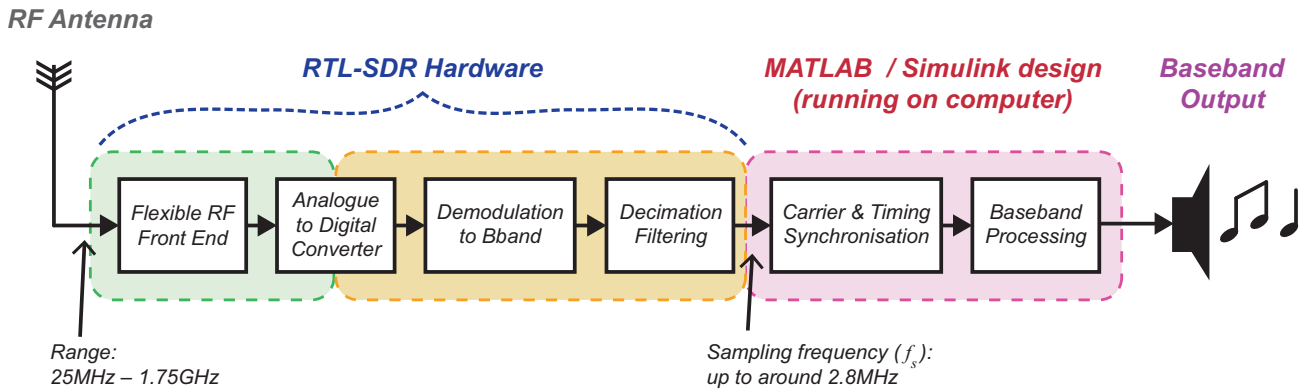 RF Antenna
RTL-SDR Hardware
MATLAB / Simulink design
(running on computer)
Baseband
Output
Flexible RF
Front End
Analogue
to Digital
Converter
Demodulation
to Bband
Decimation
Filtering
Carrier & Timing
Synchronisation
Baseband
Processing
Range:
25MHz – 1.75GHz
Sampling frequency (fs):
up to around 2.8MHz